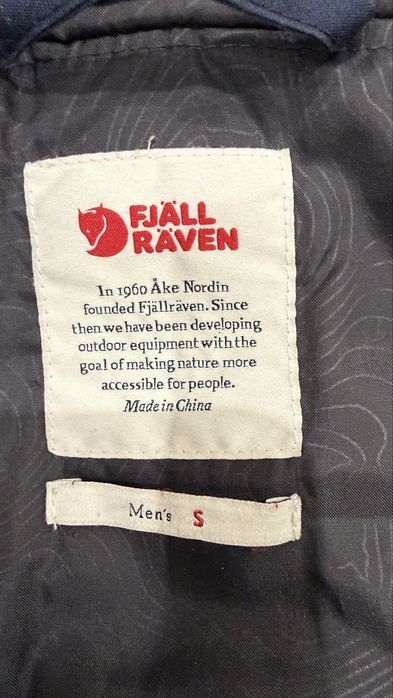 FJÄLL
RÄVEN
In 1960 Åke Nordin
founded Fjällräven. Since
then we have been developing
outdoor equipment with the
goal of making nature more
accessible for people.
Made in China
Men's S